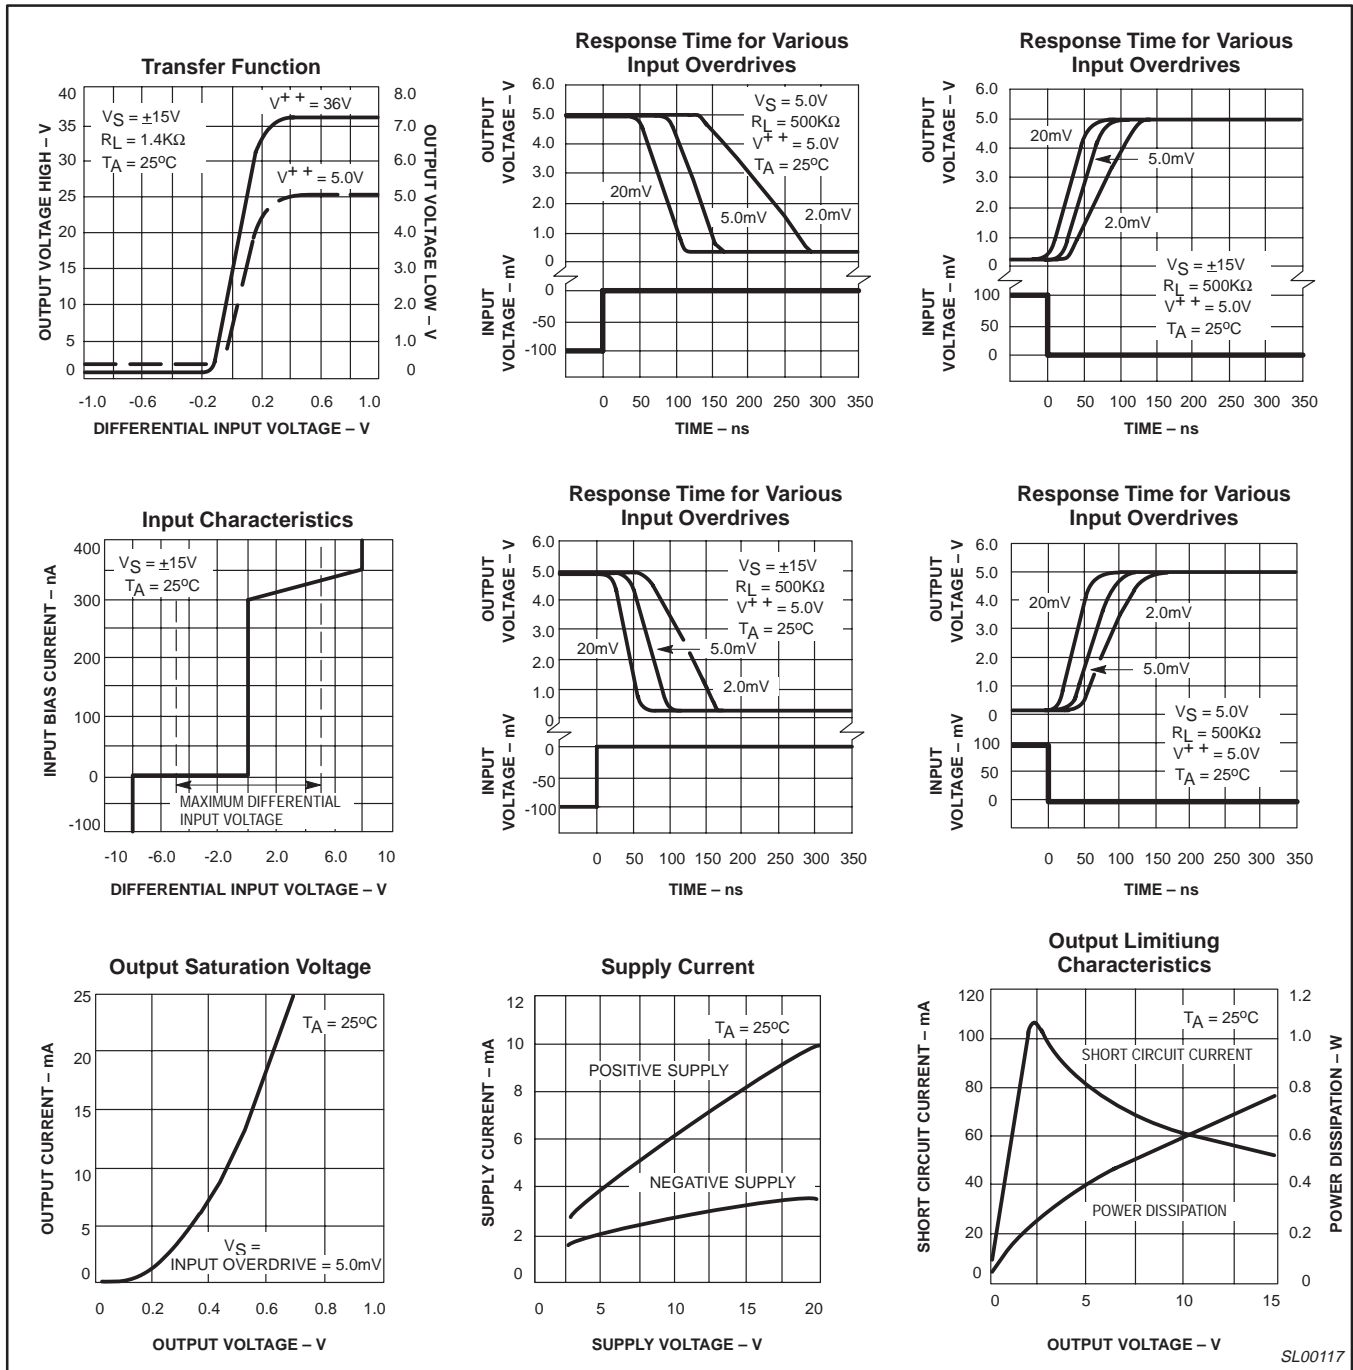 Transfer Function
OUTPUT VOLTAGE HIGH – V
40
35
30
25
20
15
10
5
0
VS = ±15V
RL = 1.4KΩ
TA = 25ºC
V++ = 36V
V++ = 5.0V
8.0
7.0
6.0
5.0
4.0
3.0
2.0
1.0
0
OUTPUT VOLTAGE LOW – V
-1.0 -0.6 -0.2 0.2 0.6 1.0
DIFFERENTIAL INPUT VOLTAGE – V
Response Time for Various
Input Overdrives
OUTPUT
VOLTAGE – V
6.0
5.0
4.0
3.0
2.0
1.0
0
VS = 5.0V
RL = 500KΩ
V++ = 5.0V
TA = 25ºC
20mV
5.0mV
2.0mV
INPUT
VOLTAGE – mV
0
-50
-100
0 50 100 150 200 250 300 350
TIME – ns
Response Time for Various
Input Overdrives
OUTPUT
VOLTAGE – V
6.0
5.0
4.0
3.0
2.0
1.0
0
20mV
5.0mV
2.0mV
VS = ±15V
RL = 500KΩ
V++ = 5.0V
TA = 25ºC
INPUT
VOLTAGE – mV
100
50
0
0 50 100 150 200 250 300 350
TIME – ns
Input Characteristics
INPUT BIAS CURRENT – nA
400
300
200
100
0
-100
VS = ±15V
TA = 25ºC
MAXIMUM DIFFERENTIAL
INPUT VOLTAGE
-10 -6.0 -2.0 2.0 6.0 10
DIFFERENTIAL INPUT VOLTAGE – V
Response Time for Various
Input Overdrives
OUTPUT
VOLTAGE – V
6.0
5.0
4.0
3.0
2.0
1.0
0
VS = ±15V
RL = 500KΩ
V++ = 5.0V
TA = 25ºC
20mV
5.0mV
2.0mV
INPUT
VOLTAGE – mV
0
-50
-100
0 50 100 150 200 250 300 350
TIME – ns
Response Time for Various
Input Overdrives
OUTPUT
VOLTAGE – V
6.0
5.0
4.0
3.0
2.0
1.0
0
20mV
2.0mV
5.0mV
VS = 5.0V
RL = 500KΩ
V++ = 5.0V
TA = 25ºC
INPUT
VOLTAGE – mV
100
50
0
0 50 100 150 200 250 300 350
TIME – ns
Output Saturation Voltage
OUTPUT CURRENT – mA
25
20
15
10
5
0
TA = 25ºC
VS =
INPUT OVERDRIVE = 5.0mV
0 0.2 0.4 0.6 0.8 1.0
OUTPUT VOLTAGE – V
Supply Current
SUPPLY CURRENT – mA
12
10
8
6
4
2
0
TA = 25ºC
POSITIVE SUPPLY
NEGATIVE SUPPLY
0 5 10 15 20
SUPPLY VOLTAGE – V
Output Limitiung
Characteristics
SHORT CIRCUIT CURRENT – mA
120
100
80
60
40
20
0
TA = 25ºC
SHORT CIRCUIT CURRENT
POWER DISSIPATION
1.2
1.0
0.8
0.6
0.4
0.2
0
POWER DISSIPATION – W
0 5 10 15
OUTPUT VOLTAGE – V
SL00117